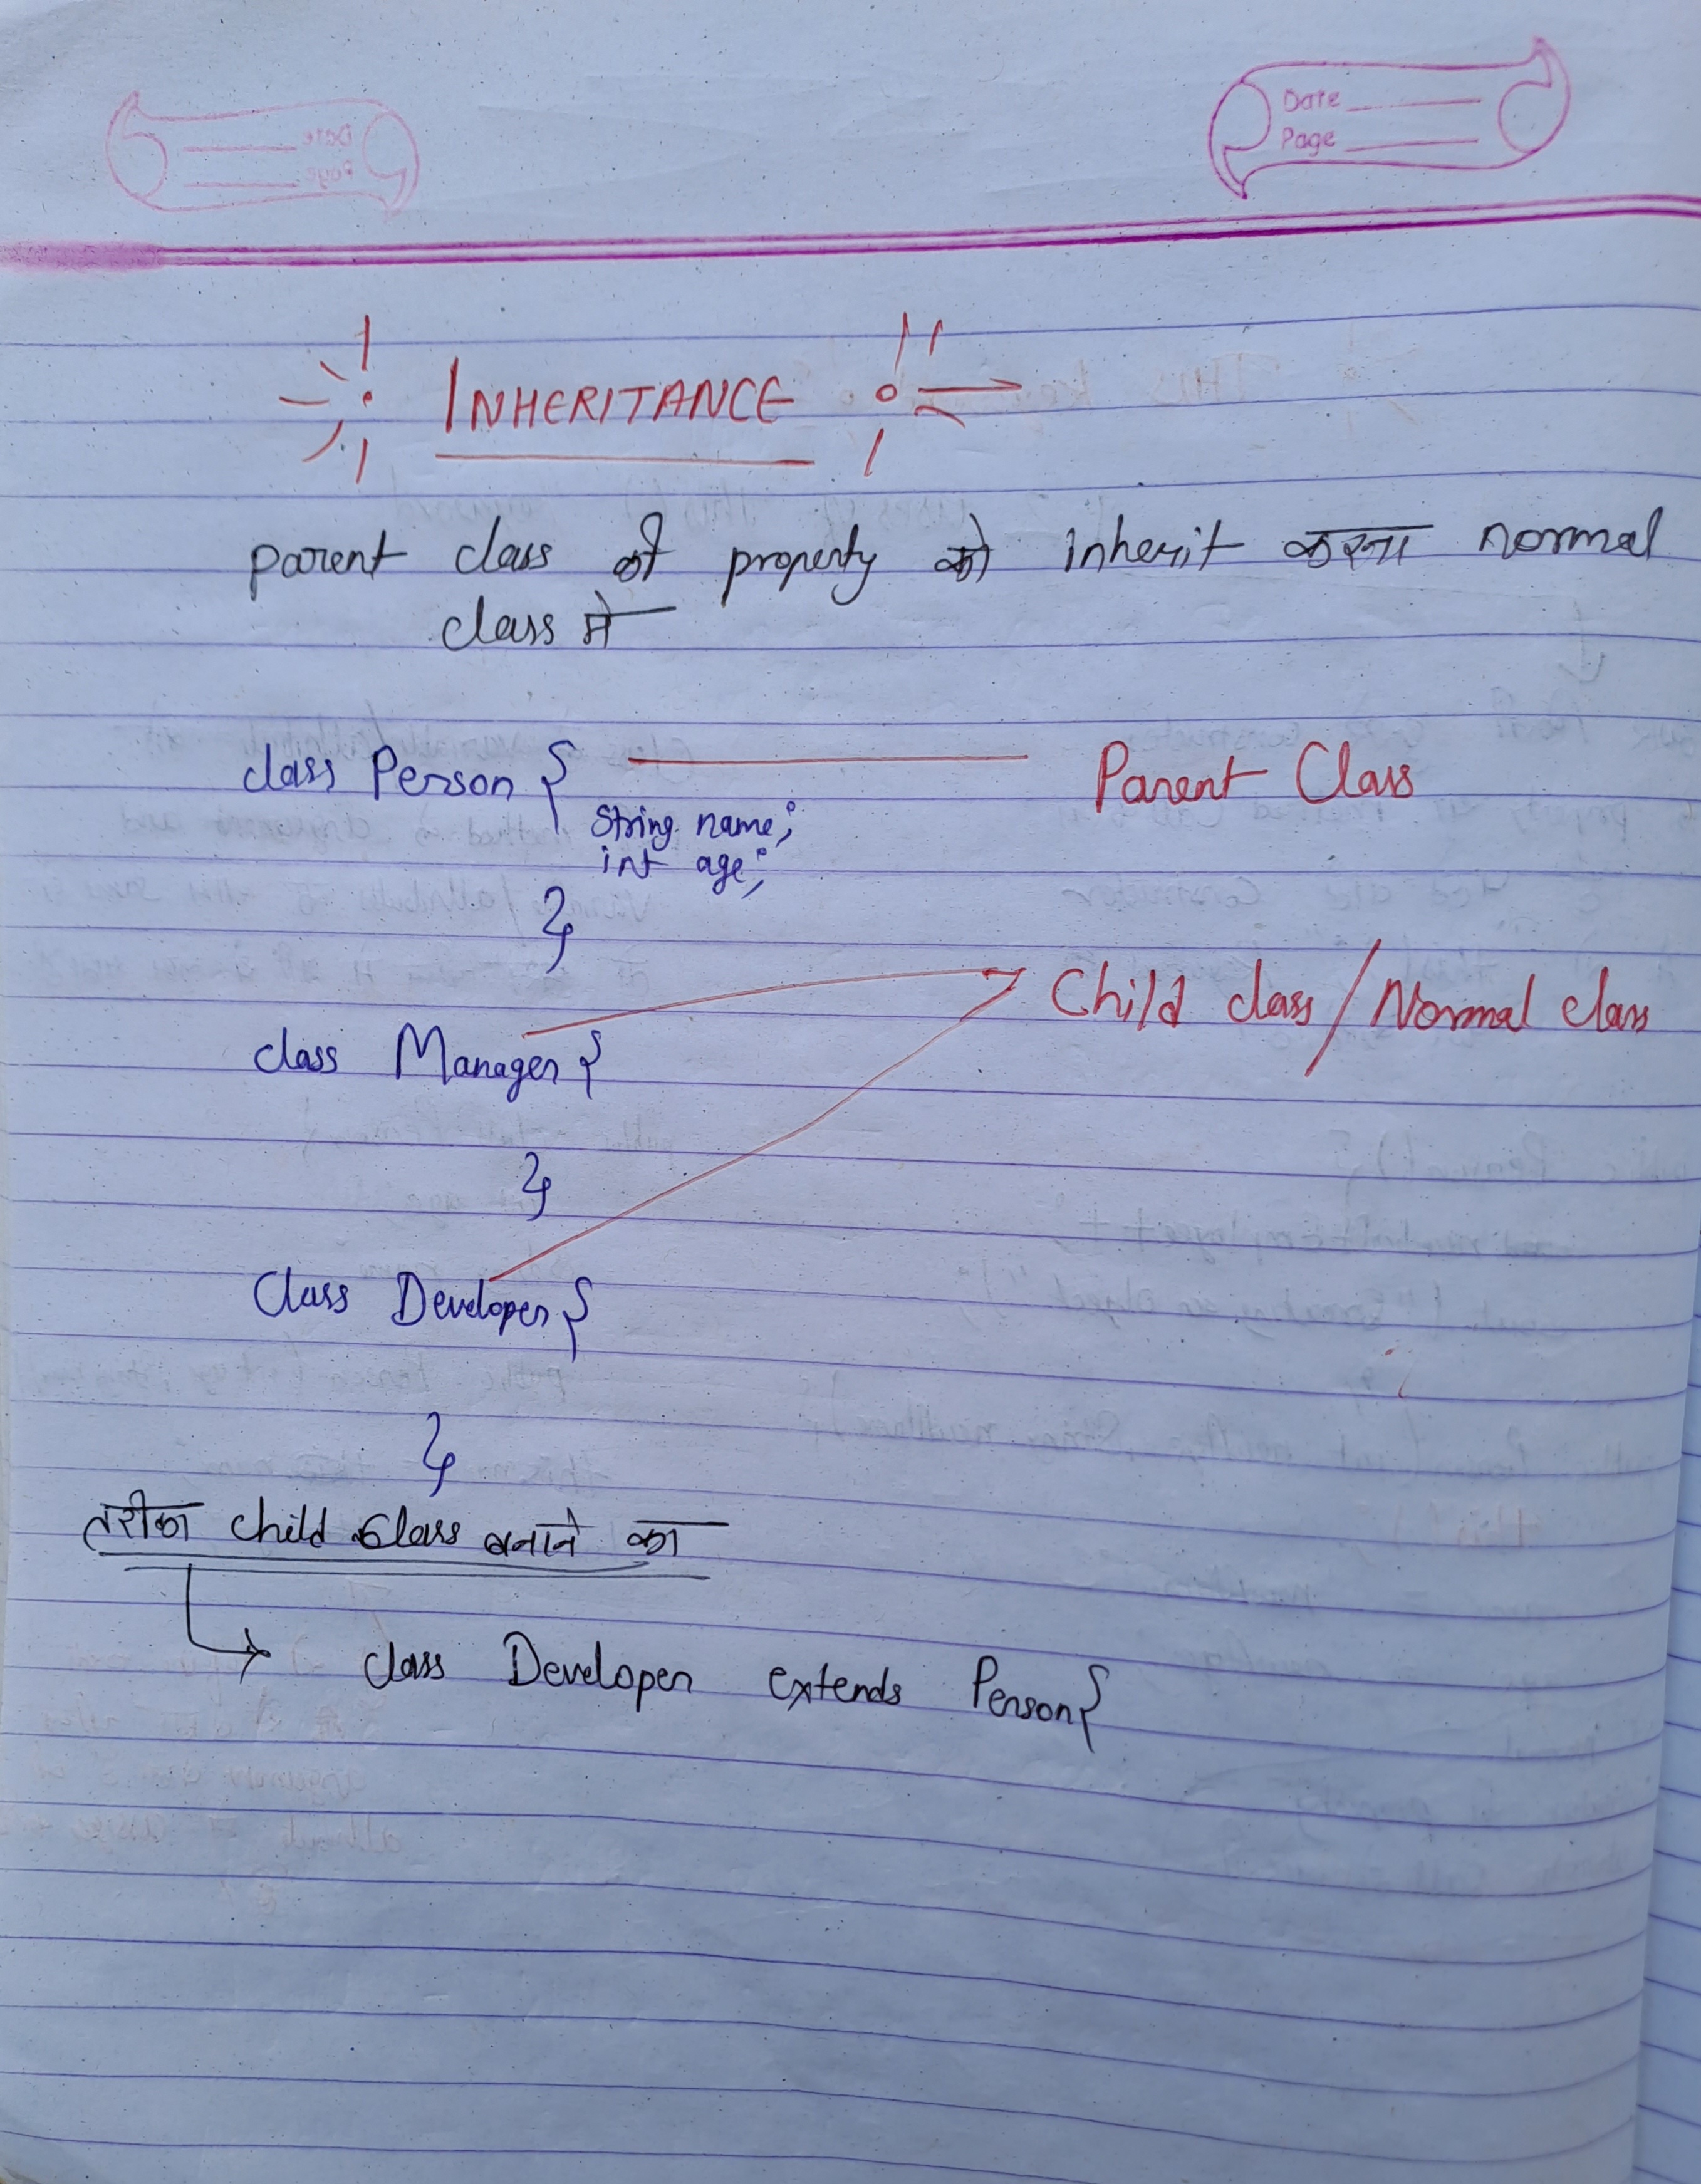 Date
Page
INHERITANCE
parent class की property को inherit करना normal
class मे
class Person { Parent Class
String name;
int age;
}
Child class / Normal class
class Manager {
}
Class Developer {
}
तरीका child Class बनाने का
class Developer extends Person {